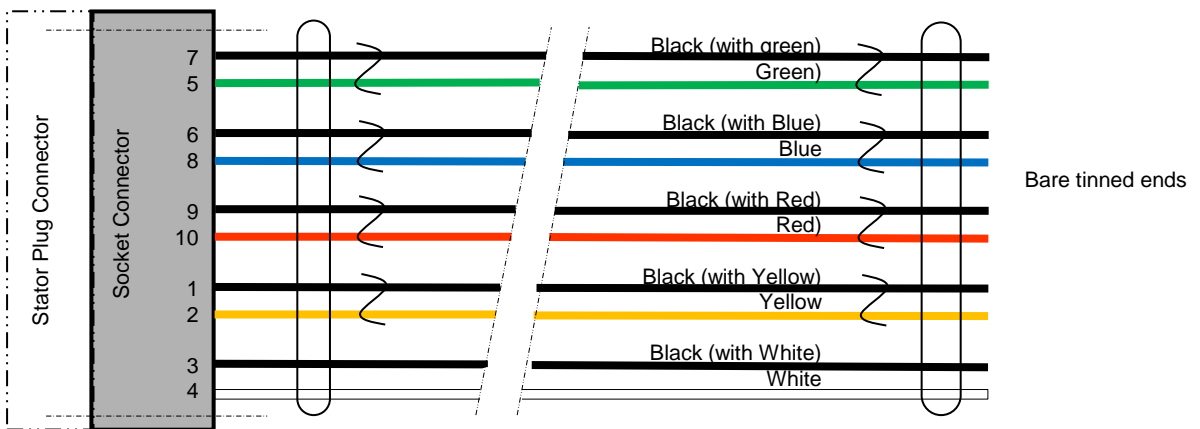 Stator Plug Connector
Socket Connector
7 Black (with green)
5 Green)
6 Black (with Blue)
8 Blue
9 Black (with Red)
10 Red)
1 Black (with Yellow)
2 Yellow
3 Black (with White)
4 White
Bare tinned ends